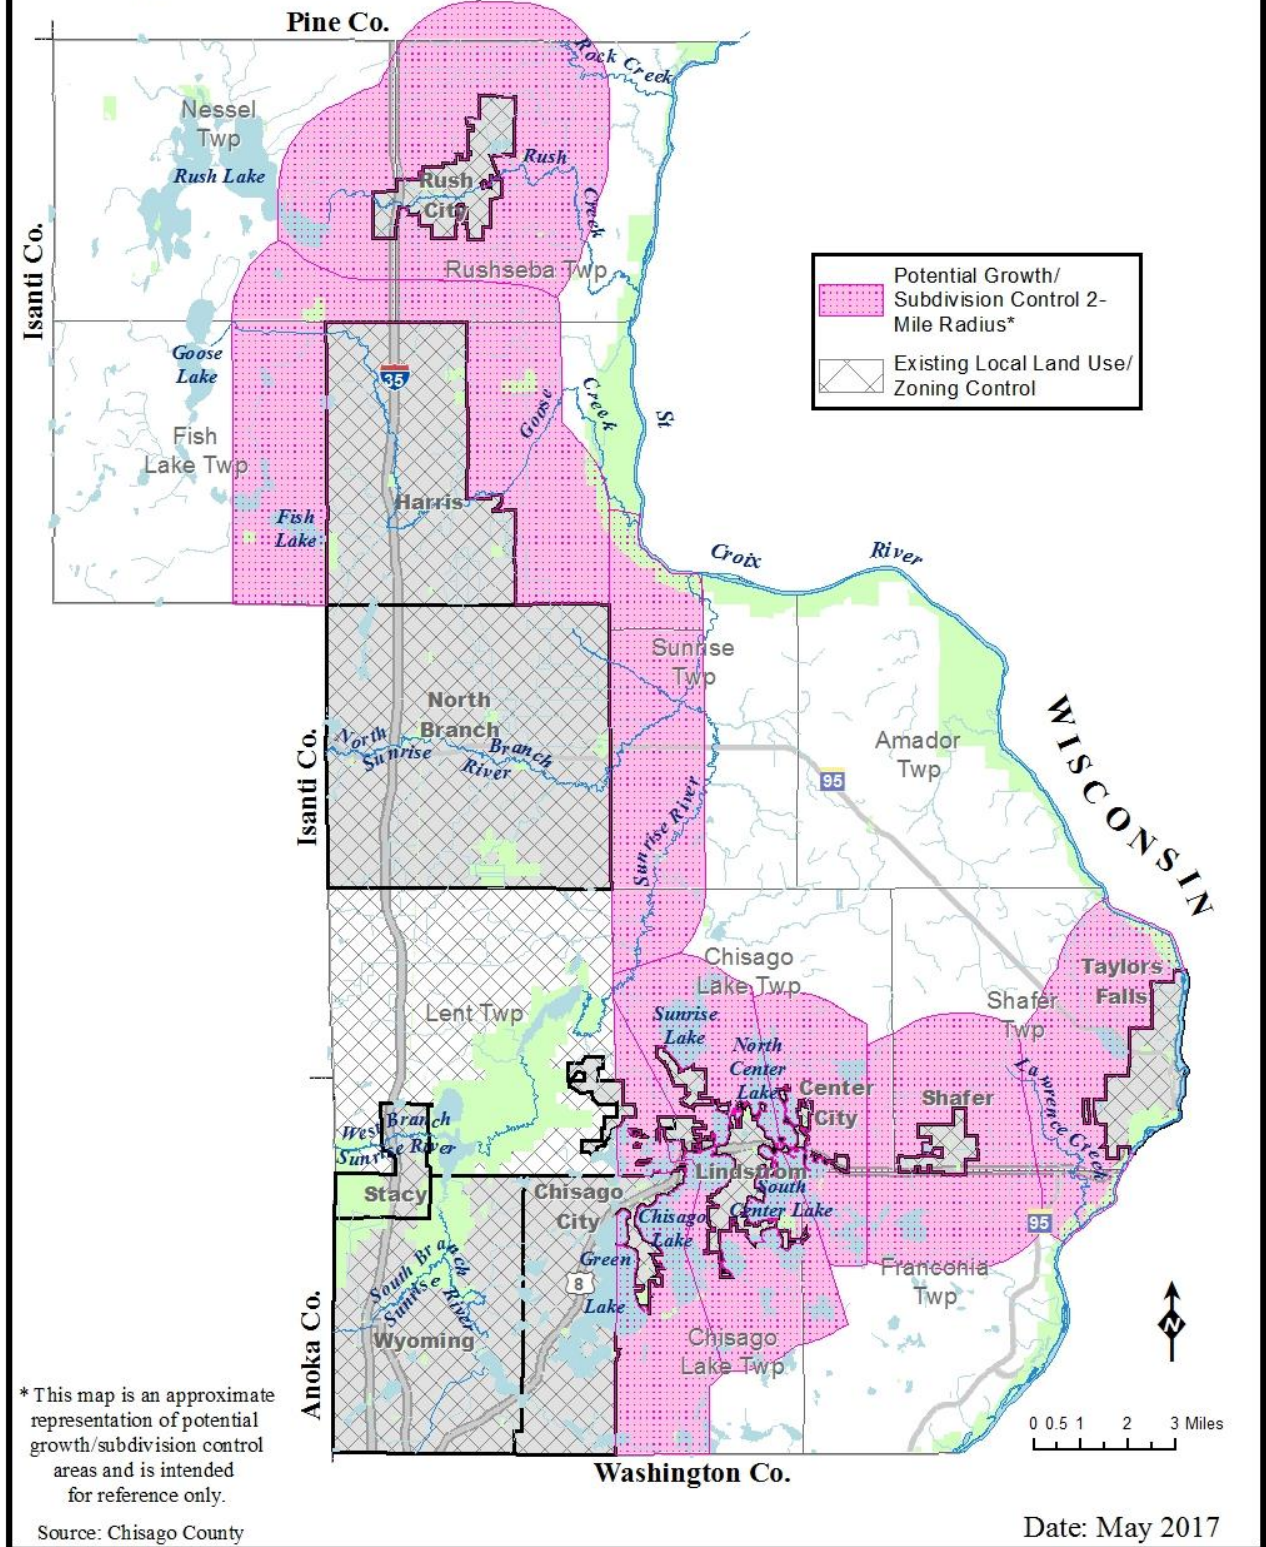 Pine Co.
Rock Creek
Nessel
Twp
Rush Lake
Rush
Creek
Rush
City
Rushseba Twp
Isanti Co.
Potential Growth/
Subdivision Control 2-
Mile Radius*
Existing Local Land Use/
Zoning Control
Goose
Lake
35
Goose
Creek
St
Fish
Lake Twp
Harris
Fish
Lake
Croix
River
Sunrise
Twp
North
Branch
North
Branch
Sunrise
River
Isanti Co.
Amador
Twp
95
WISCONSIN
Sunrise River
Chisago
Lake Twp
Taylors
Falls
Lent Twp
Shafer
Twp
Sunrise
Lake
North
Center
Lake
Center
City
Shafer
Lawrence Creek
West Branch
Sunrise River
Stacy
Chisago
City
Lindstrom
South
Center Lake
Chisago
Lake
95
Green
Lake
8
South Branch
Sunrise River
Franconia
Twp
Wyoming
Chisago
Lake Twp
N
Anoka Co.
* This map is an approximate
representation of potential
growth/subdivision control
areas and is intended
for reference only.
0 0.5 1 2 3 Miles
Washington Co.
Source: Chisago County
Date: May 2017